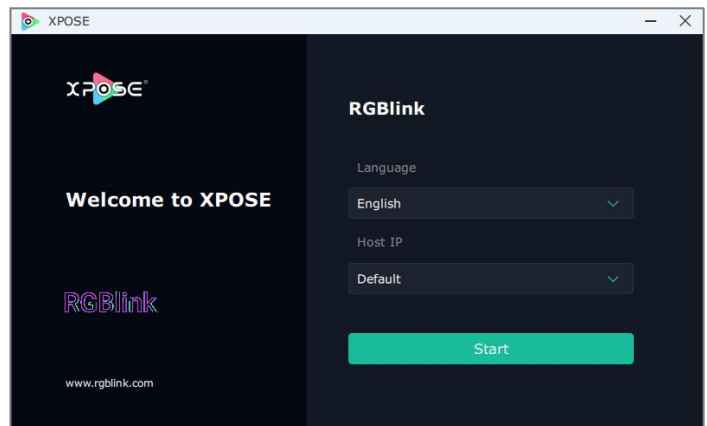 XPOSE
XPOSE
Welcome to XPOSE
RGBlink
www.rgblink.com
RGBlink
Language
English
Host IP
Default
Start